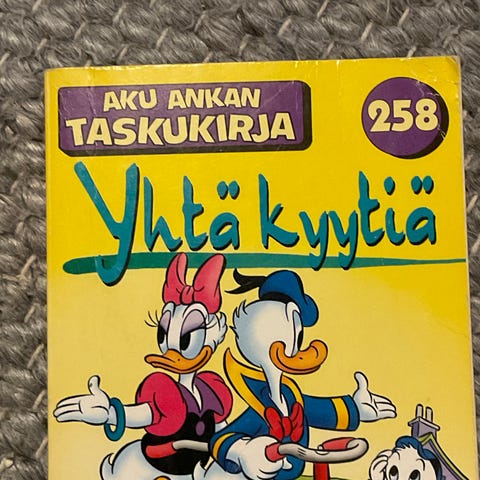 AKU ANKAN
TASKUKIRJA
258
Yhtä kyytiä